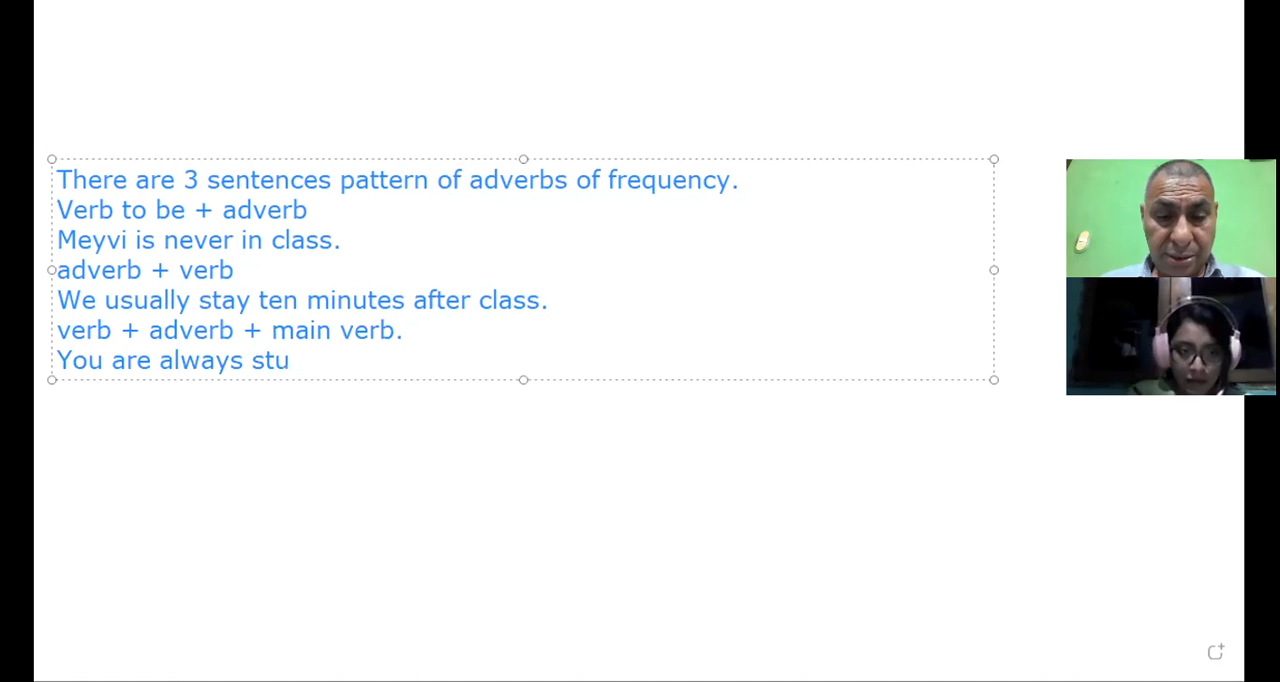 There are 3 sentences pattern of adverbs of frequency.
Verb to be + adverb
Meyvi is never in class.
adverb + verb
We usually stay ten minutes after class.
verb + adverb + main verb.
You are always stu